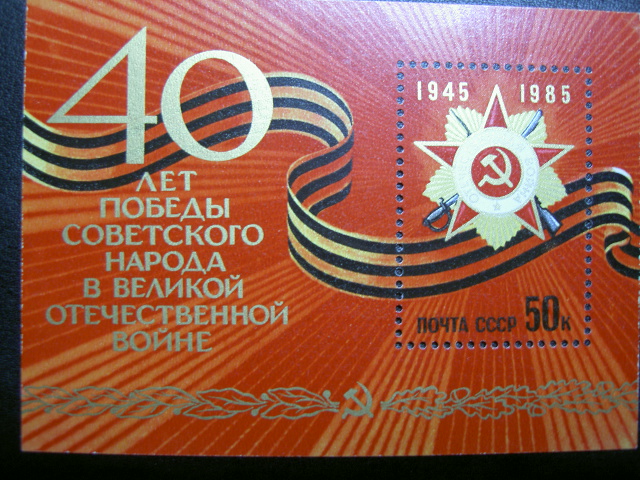 40
ЛЕТ
ПОБЕДЫ
СОВЕТСКОГО
НАРОДА
В ВЕЛИКОЙ
ОТЕЧЕСТВЕННОЙ
ВОЙНЕ
1945 1985
ПОЧТА СССР 50к